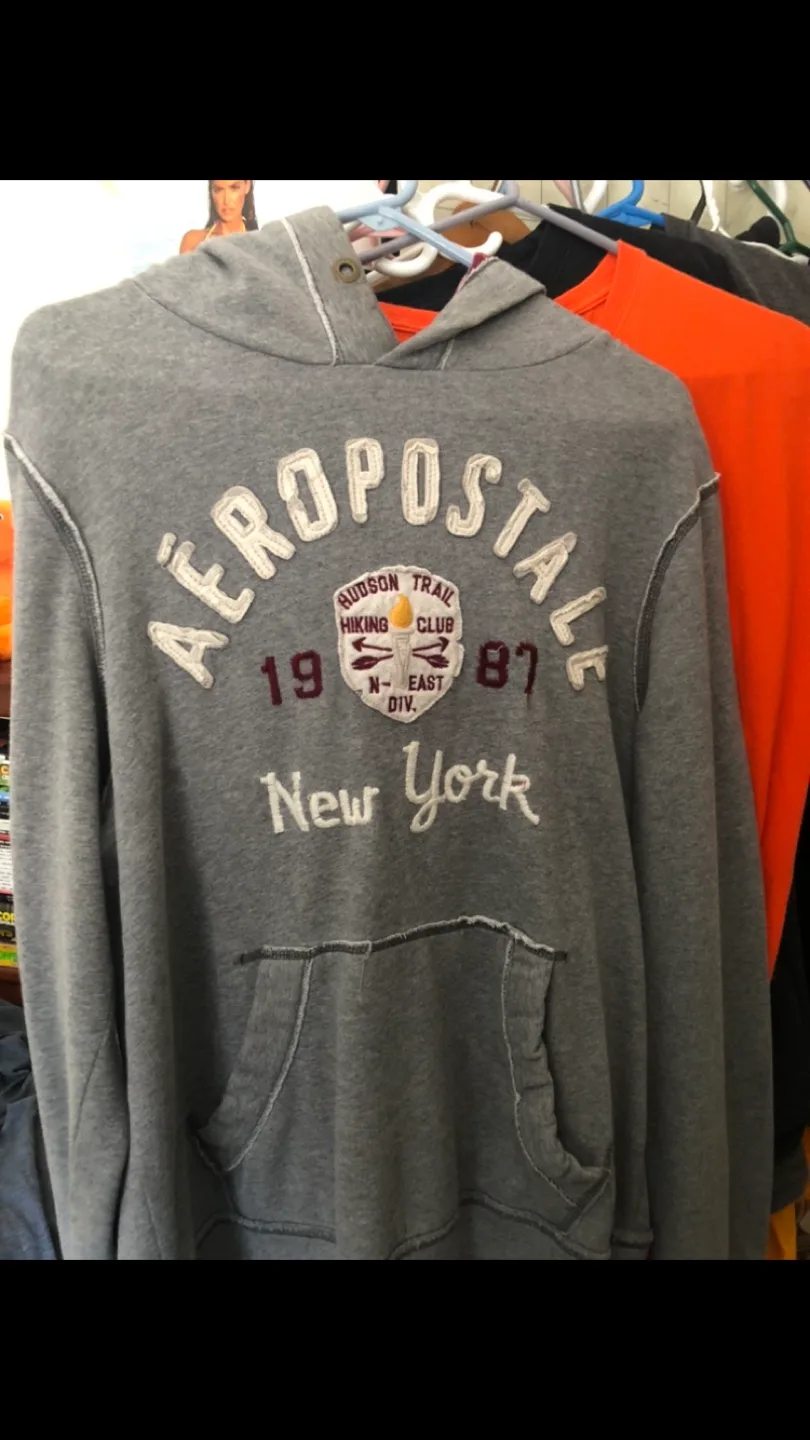 AÉROPOSTALE
HUDSON TRAIL
HIKING CLUB
19 87
N- EAST
DIV.
New York